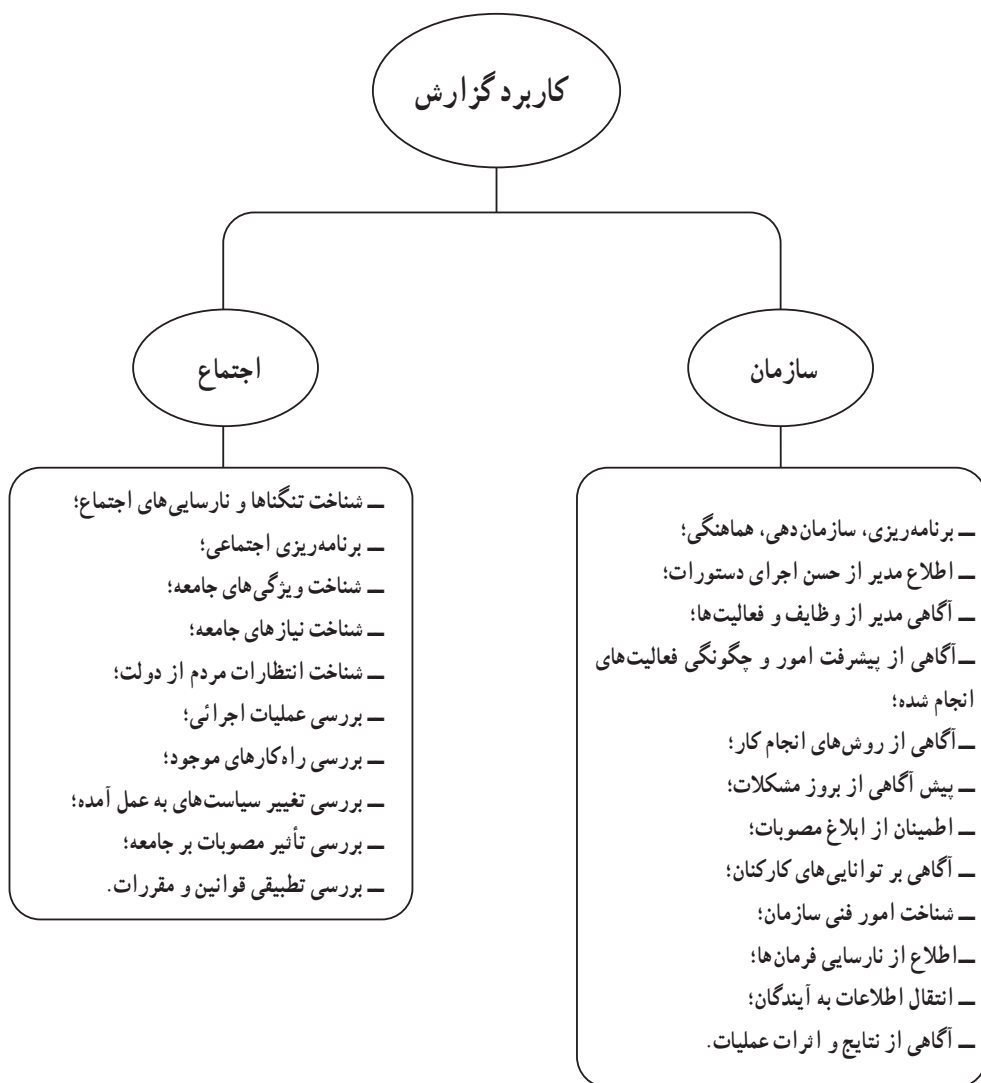 کاربرد گزارش
سازمان
ــ برنامه‌ریزی، سازمان‌دهی، هماهنگی؛
ــ اطلاع مدیر از حسن اجرای دستورات؛
ــ آگاهی مدیر از وظایف و فعالیت‌ها؛
ــ آگاهی از پیشرفت امور و چگونگی فعالیت‌های
انجام شده؛
ــ آگاهی از روش‌های انجام کار؛
ــ پیش آگاهی از بروز مشکلات؛
ــ اطمینان از ابلاغ مصوبات؛
ــ آگاهی بر توانایی‌های کارکنان؛
ــ شناخت امور فنی سازمان؛
ــ اطلاع از نارسایی فرمان‌ها؛
ــ انتقال اطلاعات به آیندگان؛
ــ آگاهی از نتایج و اثرات عملیات.
اجتماع
ــ شناخت تنگناها و نارسایی‌های اجتماع؛
ــ برنامه‌ریزی اجتماعی؛
ــ شناخت ویژگی‌های جامعه؛
ــ شناخت نیازهای جامعه؛
ــ شناخت انتظارات مردم از دولت؛
ــ بررسی عملیات اجرائی؛
ــ بررسی راه‌کارهای موجود؛
ــ بررسی تغییر سیاست‌های به عمل آمده؛
ــ بررسی تأثیر مصوبات بر جامعه؛
ــ بررسی تطبیقی قوانین و مقررات.